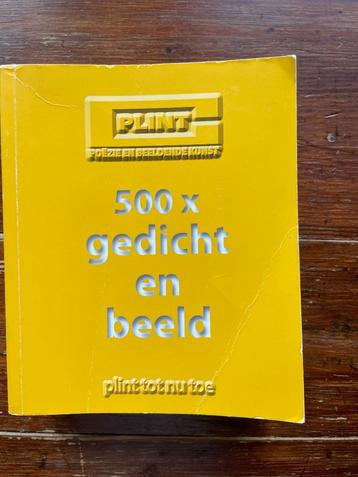 PLINT
POËZIE EN BEELDENDE KUNST
500 x
gedicht
en
beeld
plint tot nu toe